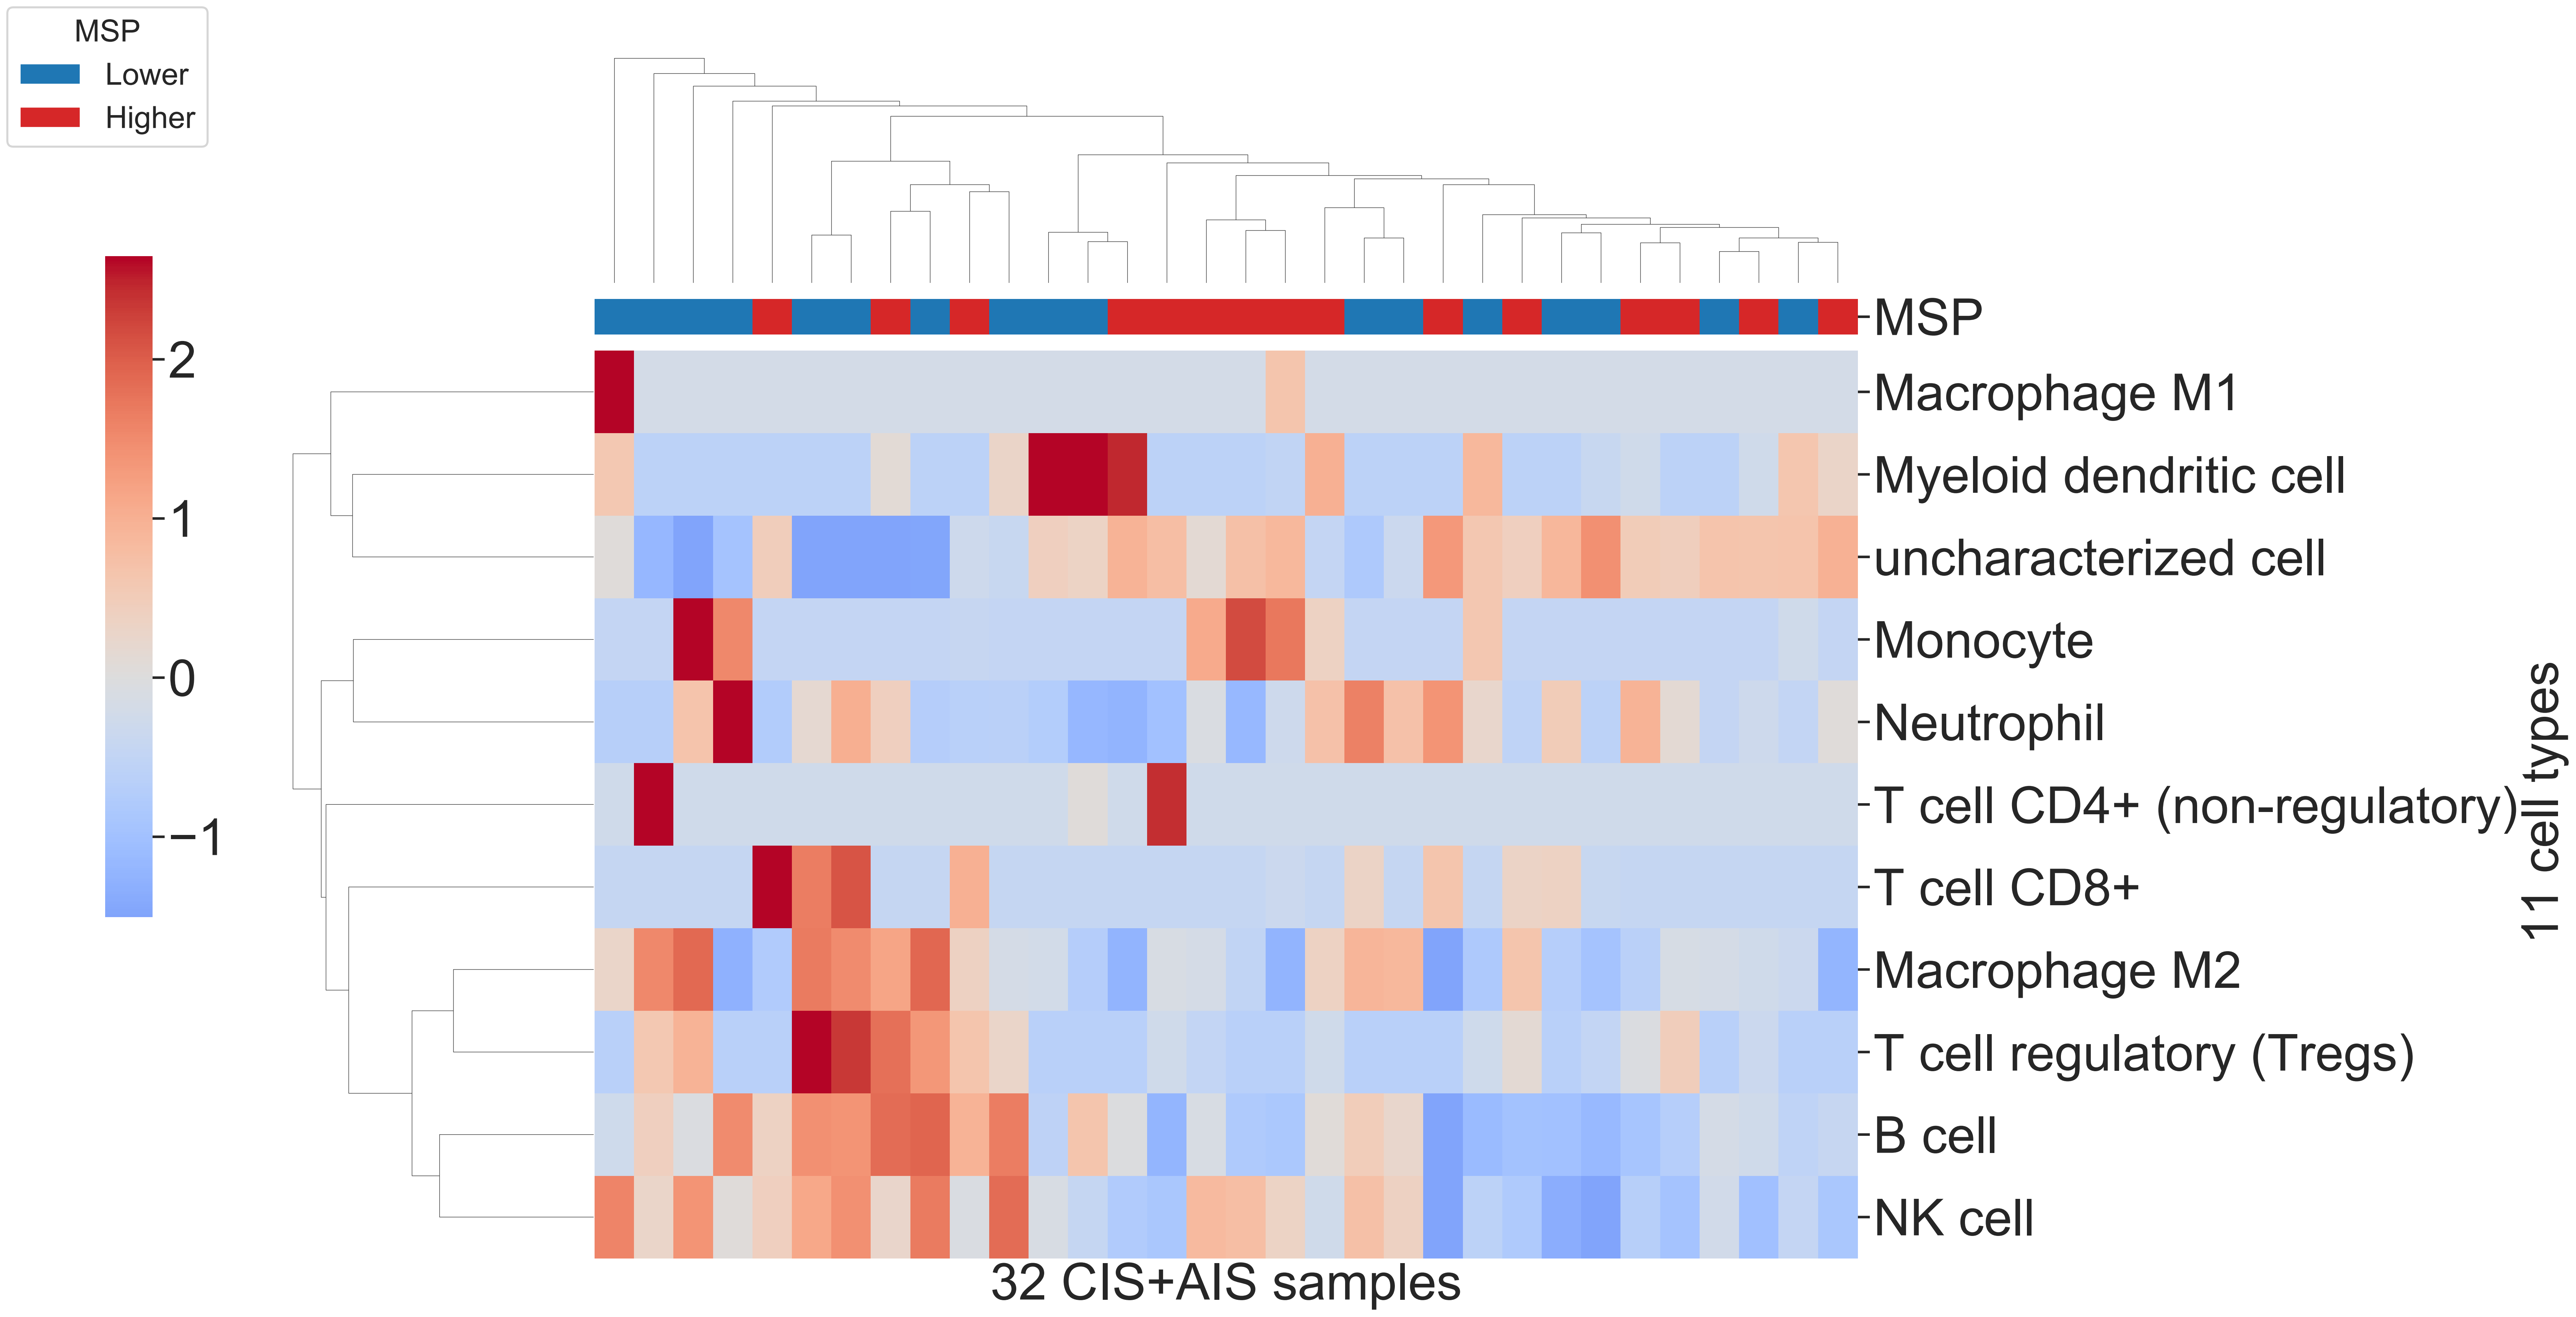 MSP
Lower
Higher
2
1
0
−1
MSP
Macrophage M1
Myeloid dendritic cell
uncharacterized cell
Monocyte
Neutrophil
T cell CD4+ (non-regulatory)
T cell CD8+
Macrophage M2
T cell regulatory (Tregs)
B cell
NK cell
11 cell types
32 CIS+AIS samples